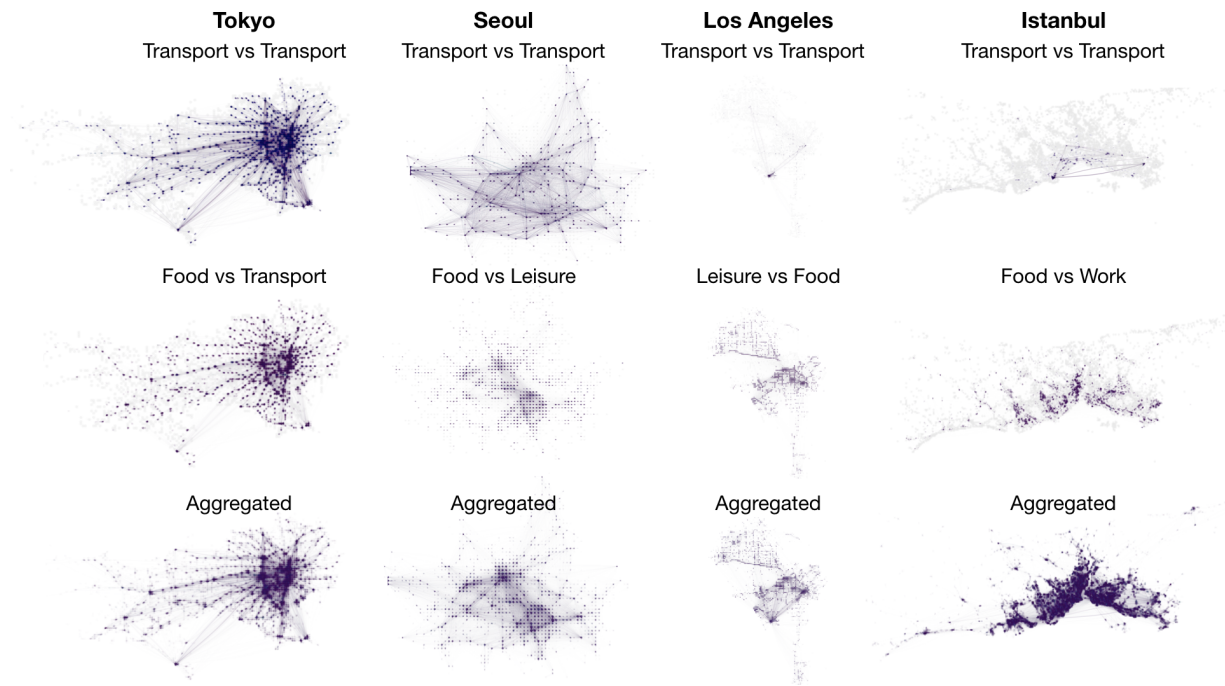 Tokyo
Seoul
Los Angeles
Istanbul
Transport vs Transport
Transport vs Transport
Transport vs Transport
Transport vs Transport
Food vs Transport
Food vs Leisure
Leisure vs Food
Food vs Work
Aggregated
Aggregated
Aggregated
Aggregated